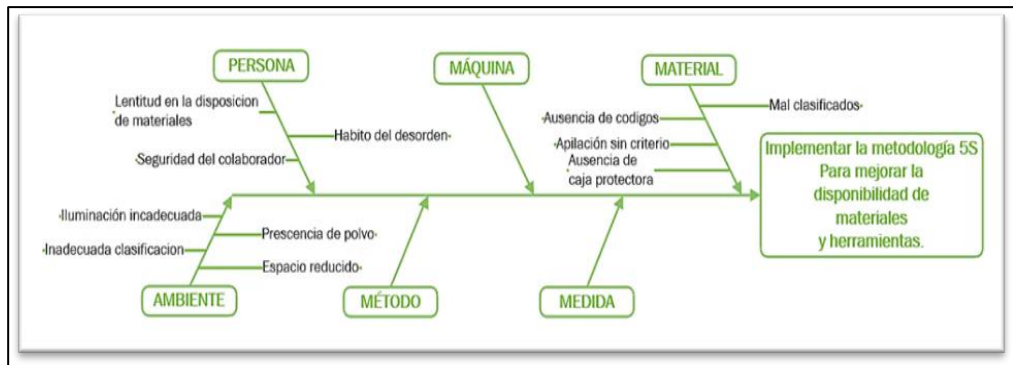 PERSONA
MÁQUINA
MATERIAL
Lentitud en la disposicion
de materiales
Habito del desorden
Seguridad del colaborador
Mal clasificados
Ausencia de codigos
Apilación sin criterio
Ausencia de
caja protectora
Implementar la metodología 5S
Para mejorar la
disponibilidad de
materiales
y herramientas.
Iluminación incadecuada
Prescencia de polvo
Inadecuada clasificacion
Espacio reducido
AMBIENTE
MÉTODO
MEDIDA